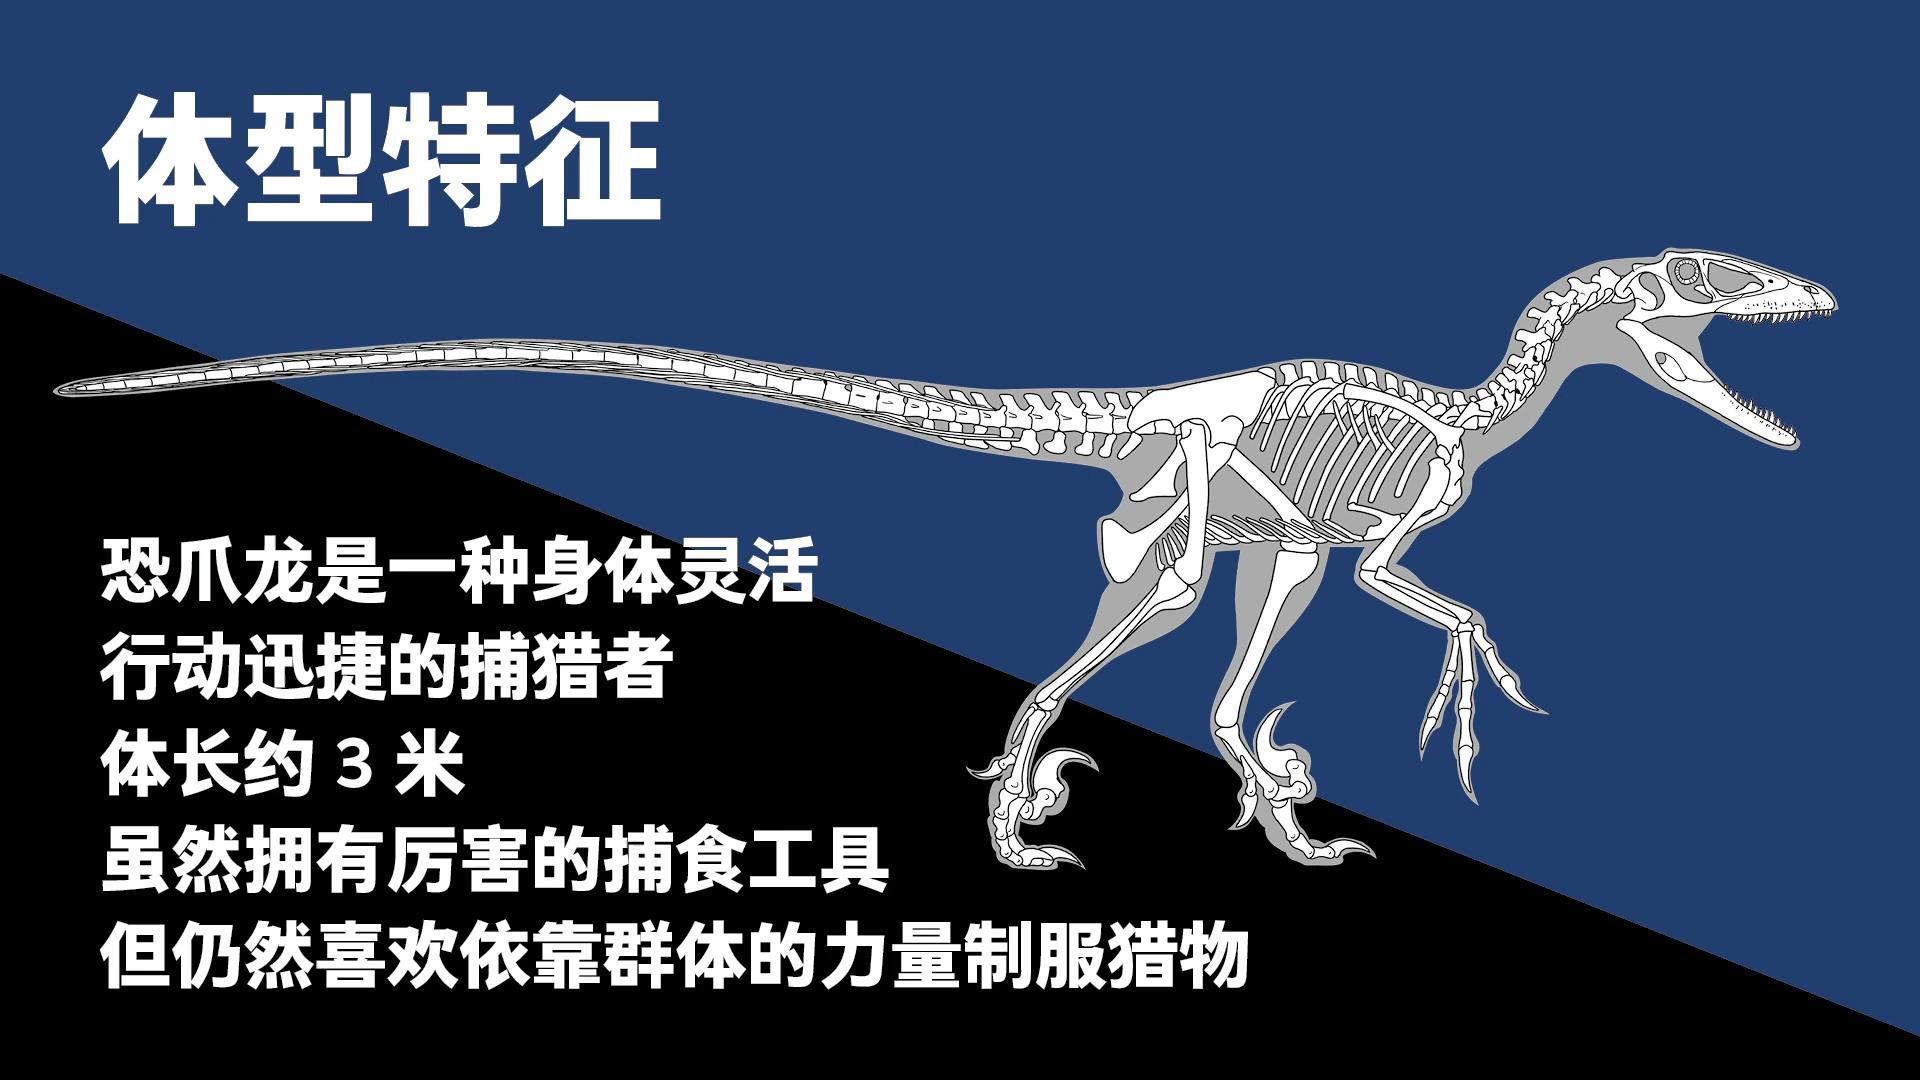 体型特征
恐爪龙是一种身体灵活
行动迅捷的捕猎者
体长约 3 米
虽然拥有厉害的捕食工具
但仍然喜欢依靠群体的力量制服猎物